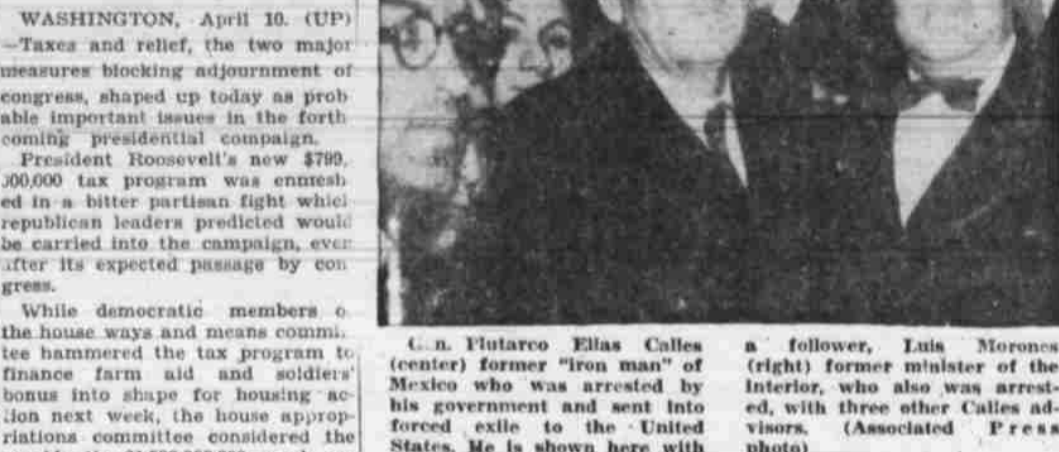 WASHINGTON, April 10. (UP)
—Taxes and relief, the two major
measures blocking adjournment of
congress, shaped up today as prob
able important issues in the forth
coming presidential campaign.
President Roosevelt's new $799,
300,000 tax program was enmesh
ed in a bitter partisan fight which
republican leaders predicted would
be carried into the campaign, even
after its expected passage by con
gress.
While democratic members o
the house ways and means commi.
tee hammered the tax program to
finance farm aid and soldiers'
bonus into shape for housing ac-
tion next week, the house approp-
riations committee considered the
G.n. Plutarco Elias Calles
(center) former "iron man" of
Mexico who was arrested by
his government and sent into
forced exile to the United
States. He is shown here with
a follower, Luis Morones
(right) former minister of the
interior, who also was arrest-
ed, with three other Calles ad
visors. (Associated Press
photo)